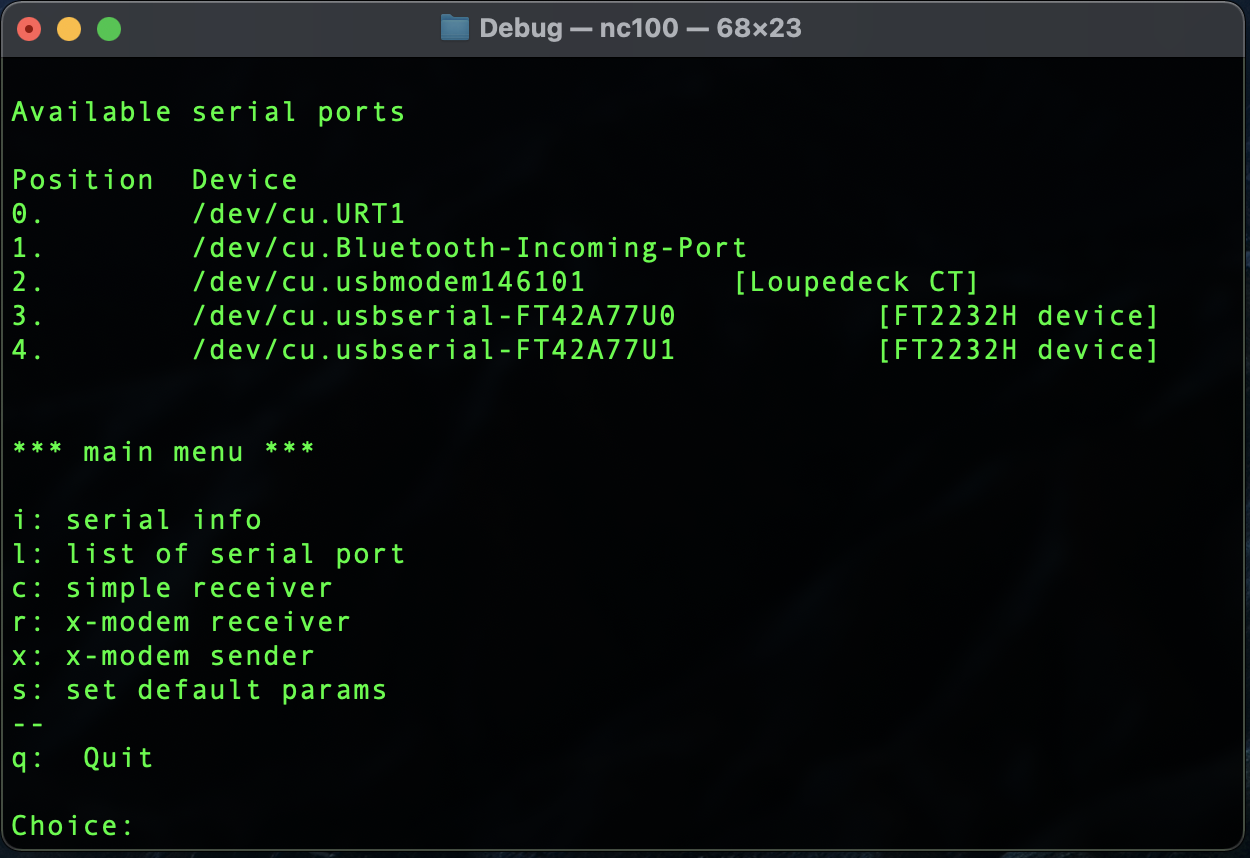 Debug — nc100 — 68×23
Available serial ports
Position  Device
0.        /dev/cu.URT1
1.        /dev/cu.Bluetooth-Incoming-Port
2.        /dev/cu.usbmodem146101        [Loupedeck CT]
3.        /dev/cu.usbserial-FT42A77U0           [FT2232H device]
4.        /dev/cu.usbserial-FT42A77U1           [FT2232H device]
*** main menu ***
i: serial info
l: list of serial port
c: simple receiver
r: x-modem receiver
x: x-modem sender
s: set default params
--
q:  Quit
Choice: